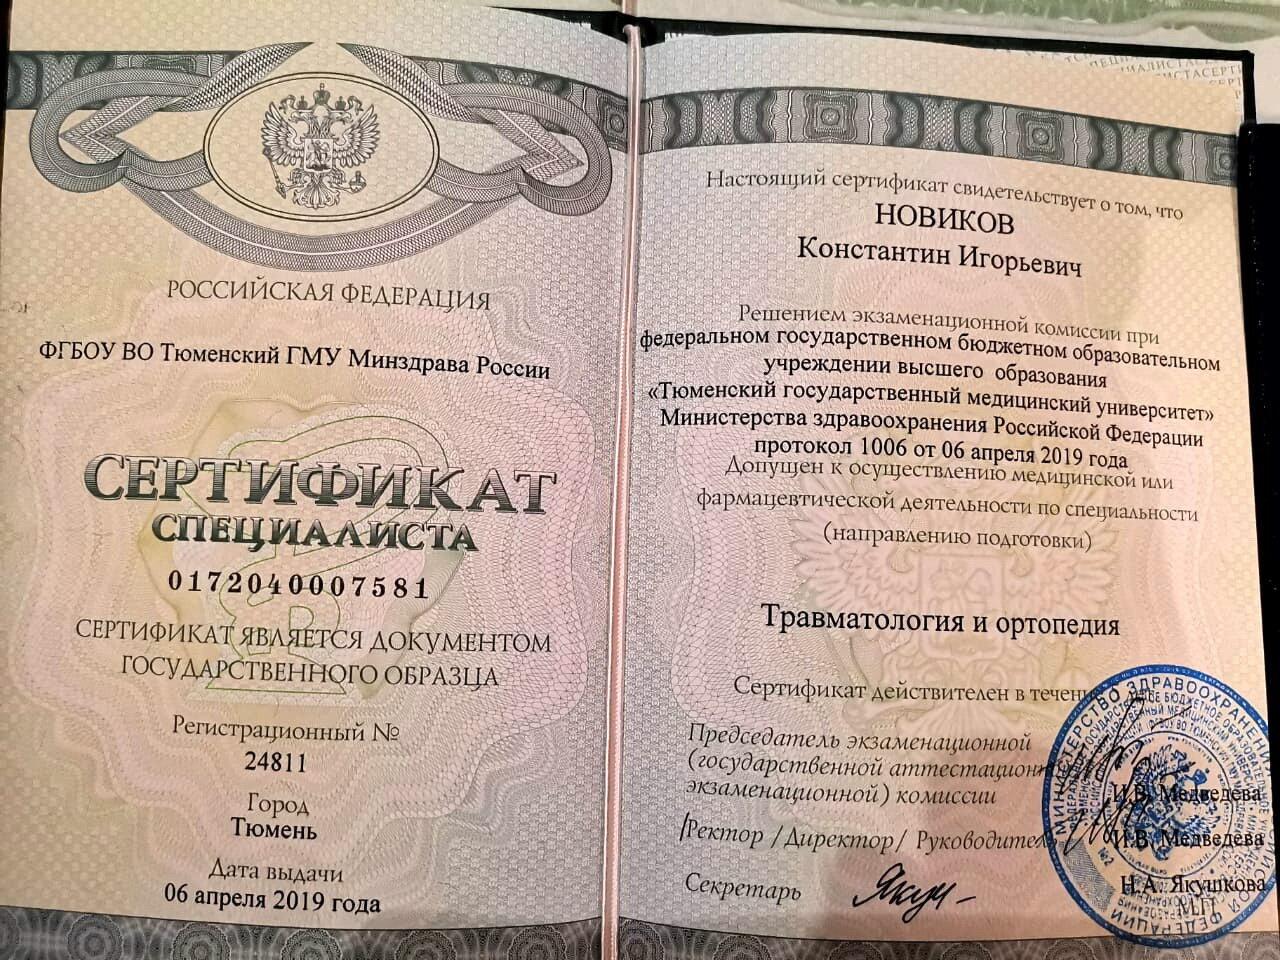 РОССИЙСКАЯ ФЕДЕРАЦИЯ
ФГБОУ ВО Тюменский ГМУ Минздрава России
СЕРТИФИКАТ
СПЕЦИАЛИСТА
0172040007581
СЕРТИФИКАТ ЯВЛЯЕТСЯ ДОКУМЕНТОМ
ГОСУДАРСТВЕННОГО ОБРАЗЦА
Регистрационный №
24811
Город
Тюмень
Дата выдачи
06 апреля 2019 года
Настоящий сертификат свидетельствует о том, что
НОВИКОВ
Константин Игорьевич
Решением экзаменационной комиссии при
федеральном государственном бюджетном образовательном
учреждении высшего образования
«Тюменский государственный медицинский университет»
Министерства здравоохранения Российской Федерации
протокол 1006 от 06 апреля 2019 года
Допущен к осуществлению медицинской или
фармацевтической деятельности по специальности
(направлению подготовки)
Травматология и ортопедия
Сертификат действителен в течении
Председатель экзаменационной
(государственной аттестационн
экзаменационной) комиссии
И.В. Медведева
Ректор /Директор/ Руководитель
И.В. Медведева
Секретарь
Н.А. Якушкова
М.П.
МИНИСТЕРСТВО ЗДРАВООХРАНЕНИЯ